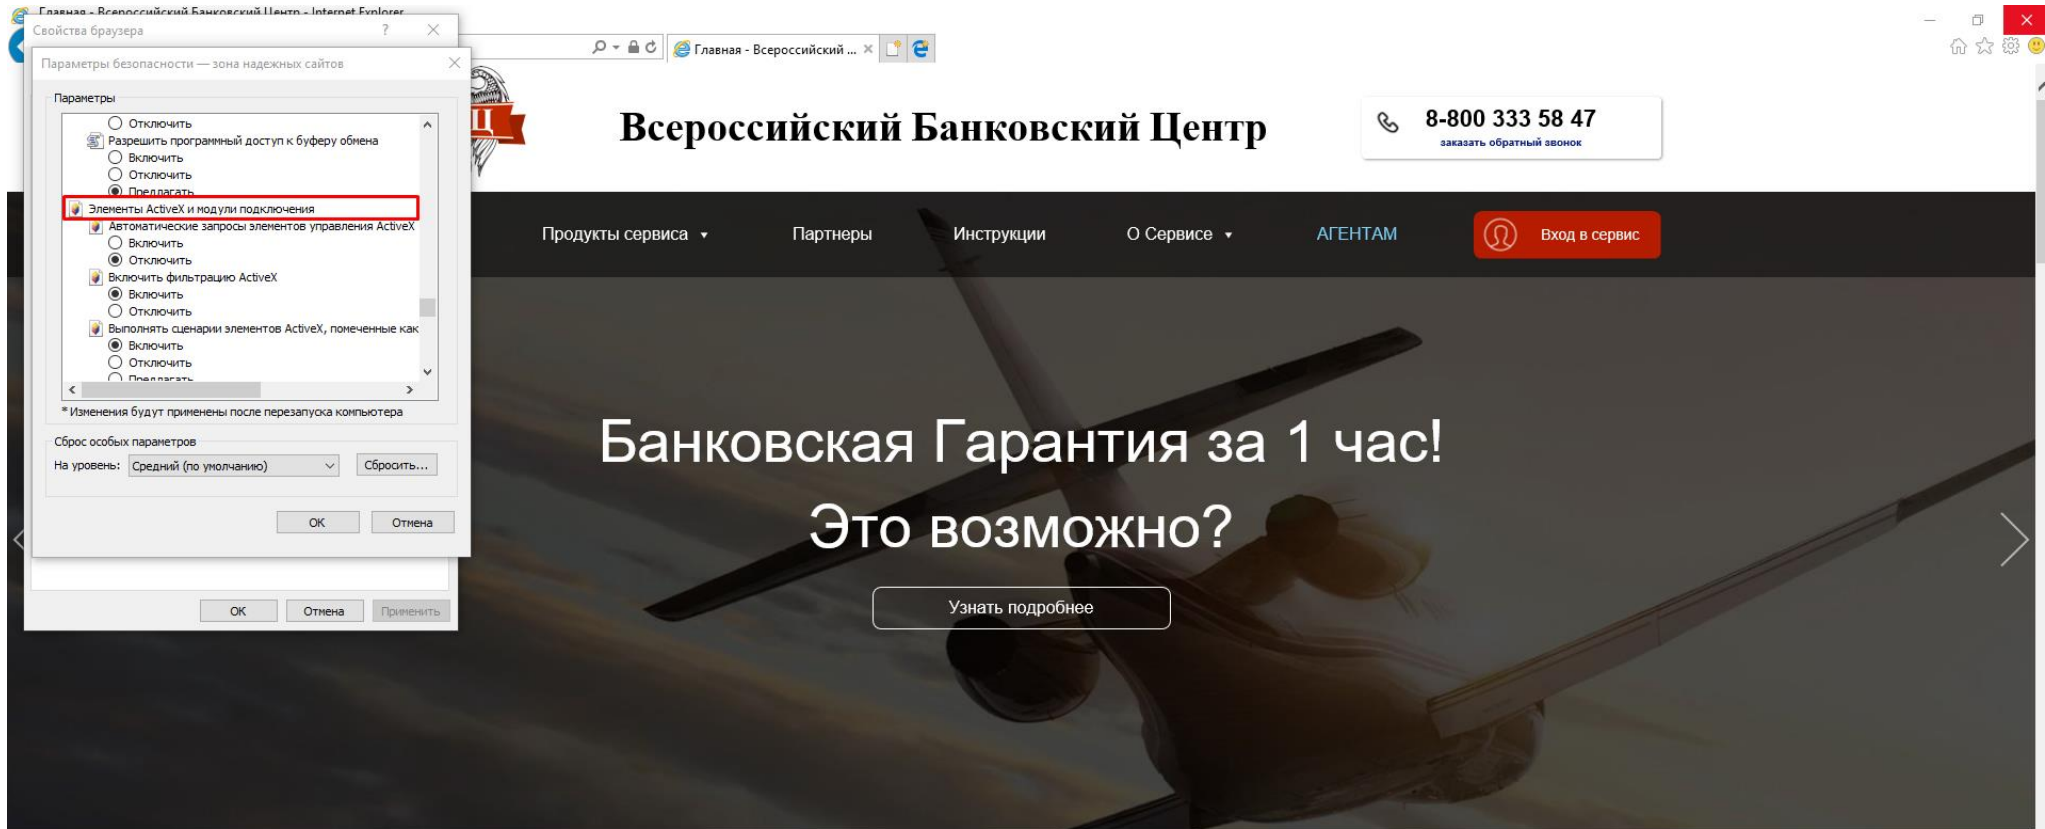 Главная - Всероссийский Банковский Центр - Internet Explorer
Свойства браузера ?
Параметры безопасности — зона надежных сайтов
Параметры
Отключить
Разрешить программный доступ к буферу обмена
Включить
Отключить
Предлагать
Элементы ActiveX и модули подключения
Автоматические запросы элементов управления ActiveX
Включить
Отключить
Включить фильтрацию ActiveX
Включить
Отключить
Выполнять сценарии элементов ActiveX, помеченные как
Включить
Отключить
Предлагать
* Изменения будут применены после перезапуска компьютера
Сброс особых параметров
На уровень: Средний (по умолчанию) Сбросить...
ОК Отмена
ОК Отмена Применить
Главная - Всероссийский ...
Ц
Всероссийский Банковский Центр
8-800 333 58 47
заказать обратный звонок
Продукты сервиса Партнеры Инструкции О Сервисе АГЕНТАМ Вход в сервис
Банковская Гарантия за 1 час!
Это возможно?
Узнать подробнее